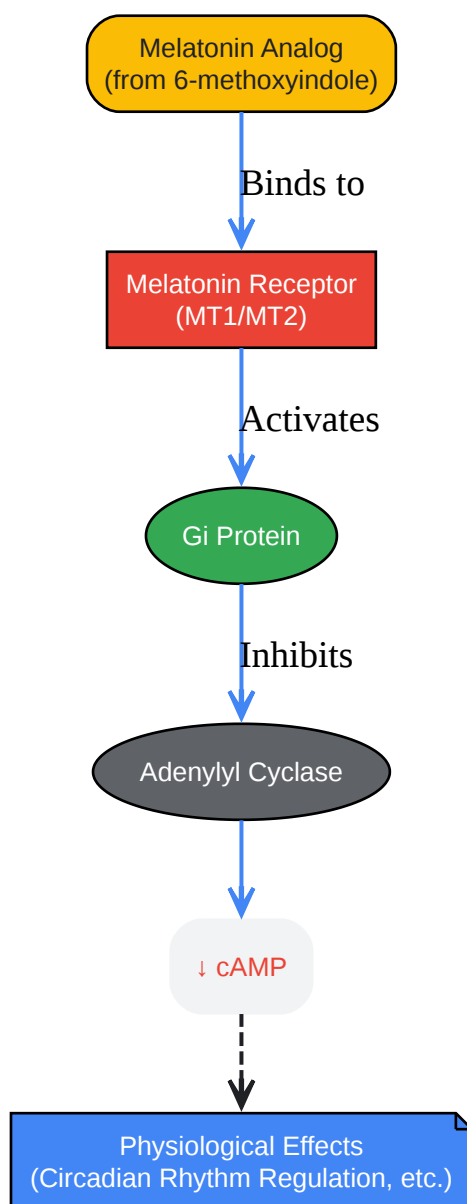 Melatonin Analog
(from 6-methoxyindole)
Binds to
Melatonin Receptor
(MT1/MT2)
Activates
Gi Protein
Inhibits
Adenylyl Cyclase
↓ cAMP
Physiological Effects
(Circadian Rhythm Regulation, etc.)